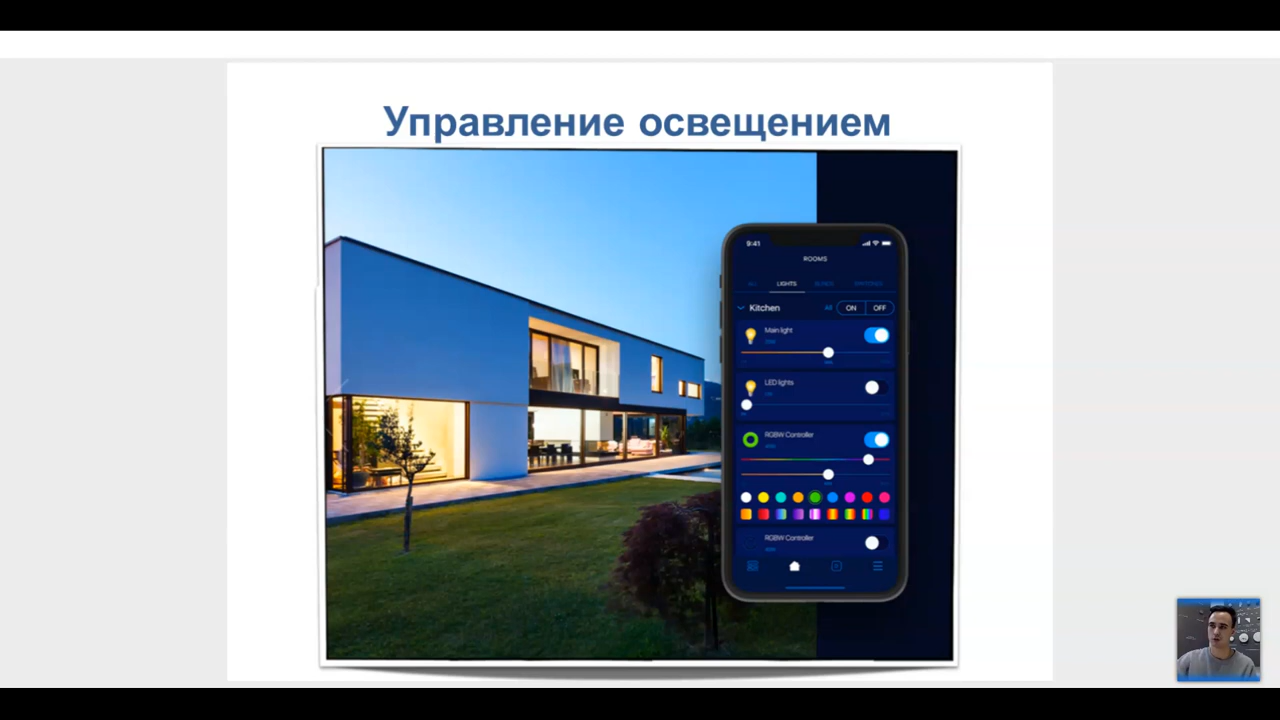 Управление освещением
9:41
ROOMS
ALL LIGHTS BLINDS
Kitchen All ON OFF
Main light
LED lights
RGBW Controller
RGBW Controller